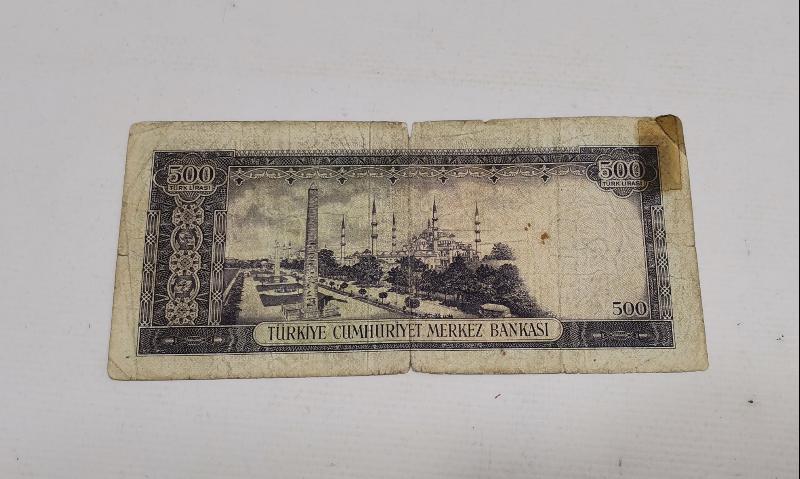 500
TÜRK LİRASI
500
TÜRK LİRASI
500
TÜRKİYE CUMHURİYET MERKEZ BANKASI